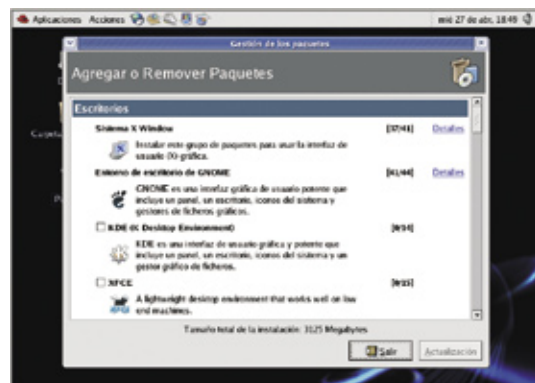 Aplicaciones Acciones mié 27 de abr, 18:49
Gestión de los paquetes
Agregar o Remover Paquetes
Escritorios
Sistema X Window [37/41] Detalles
Instalar este grupo de paquetes para usar la interfaz de
usuario (X) gráfica.
Entorno de escritorio de GNOME [41/44] Detalles
GNOME es una interfaz gráfica de usuario potente que
incluye un panel, un escritorio, iconos del sistema y
gestores de ficheros gráficos.
KDE (K Desktop Environment)
KDE es una interfaz de usuario gráfica y potente que
incluye un panel, un escritorio, iconos del sistema y un
gestor gráfico de ficheros.
XFCE
A lightweight desktop environment that works well on low
end machines.
Tamaño total de la instalación: 3125 Megabytes
Salir Actualización